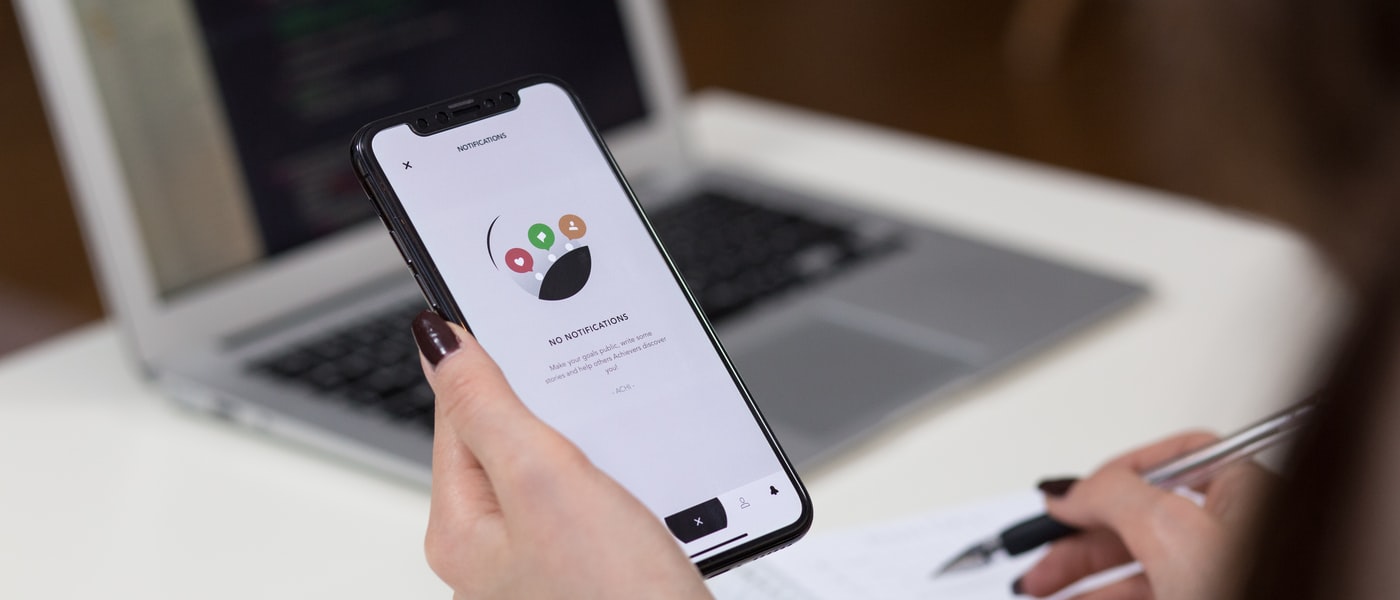 NOTIFICATIONS
NO NOTIFICATIONS
Make your goals public, write some
stories and help others Achievers discover
you!
- ACHI -